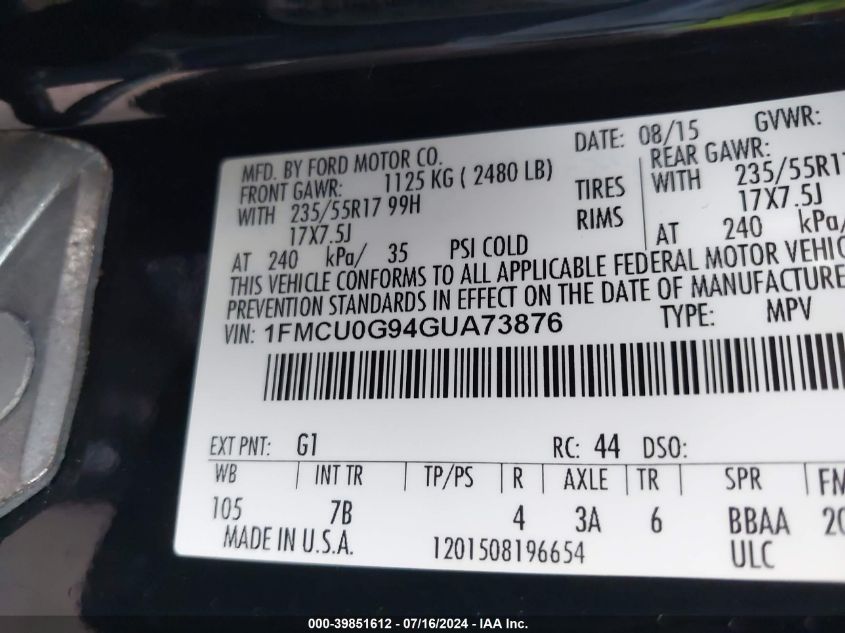 MFD. BY FORD MOTOR CO. DATE: 08/15 GVWR:
FRONT GAWR: 1125 KG ( 2480 LB) REAR GAWR:
WITH 235/55R17 99H TIRES WITH 235/55R17
17X7.5J RIMS 17X7.5J
AT 240 kPa/ 35 PSI COLD AT 240 kPa/
THIS VEHICLE CONFORMS TO ALL APPLICABLE FEDERAL MOTOR VEHIC
PREVENTION STANDARDS IN EFFECT ON THE DATE OF MANUFACTURE
VIN: 1FMCU0G94GUA73876 TYPE: MPV
EXT PNT: G1 RC: 44 DSO:
WB INT TR TP/PS R AXLE TR SPR FM
105 7B 4 3A 6 BBAA 20
MADE IN U.S.A. 1201508196654 ULC
000-39851612 - 07/16/2024 - IAA Inc.